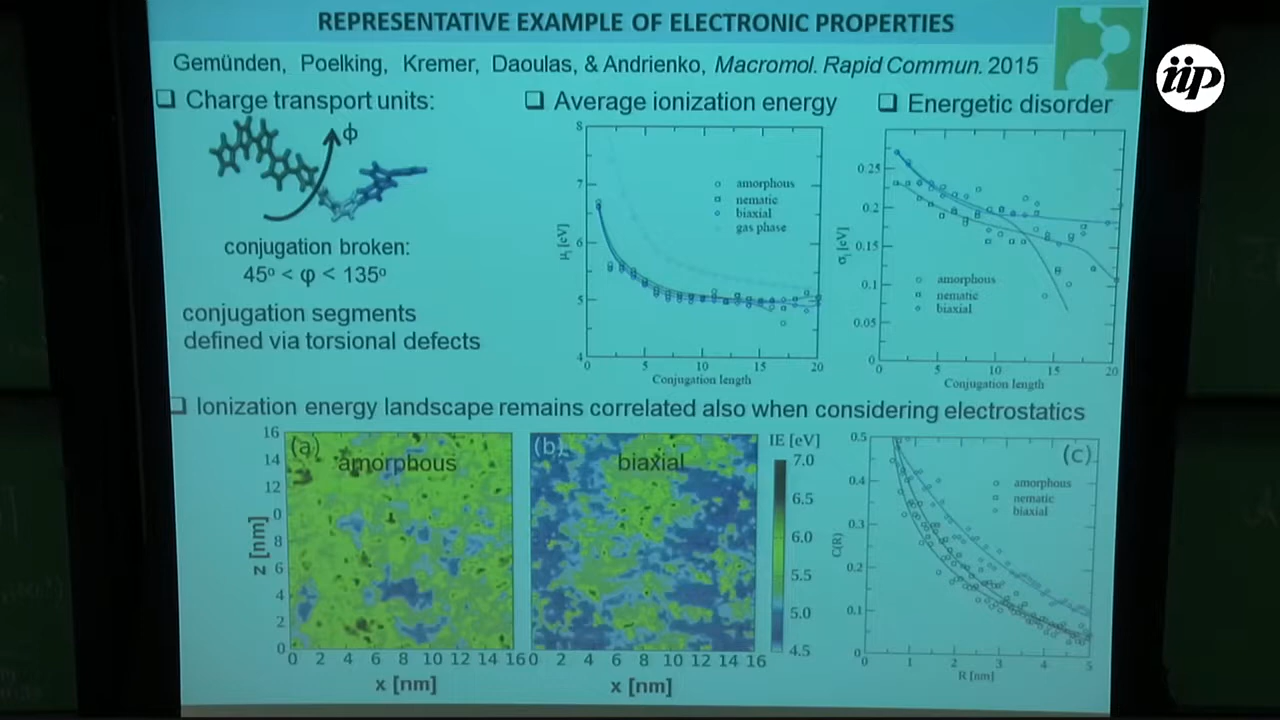 REPRESENTATIVE EXAMPLE OF ELECTRONIC PROPERTIES
iip
Gemünden, Poelking, Kremer, Daoulas, & Andrienko, Macromol. Rapid Commun. 2015
Charge transport units:
ϕ
conjugation broken:
45º < φ < 135º
conjugation segments
defined via torsional defects
Average ionization energy
8
7
6
5
4
μ [eV]
amorphous
nematic
biaxial
gas phase
0 5 10 15 20
Conjugation length
Energetic disorder
0.25
0.2
0.15
0.1
0.05
0
[eV]
amorphous
nematic
biaxial
0 5 10 15 20
Conjugation length
Ionization energy landscape remains correlated also when considering electrostatics
(a)
amorphous
16
14
12
0
8
6
4
2
0
z [nm]
0 2 4 6 8 10 12 14 16
x [nm]
(b)
biaxial
0 2 4 6 8 10 12 14 16
x [nm]
IE [eV]
7.0
6.5
6.0
5.5
5.0
4.5
(c)
0.5
0.4
0.3
0.2
0.1
0
C(R)
amorphous
nematic
biaxial
0 1 2 3 4 5
R [nm]